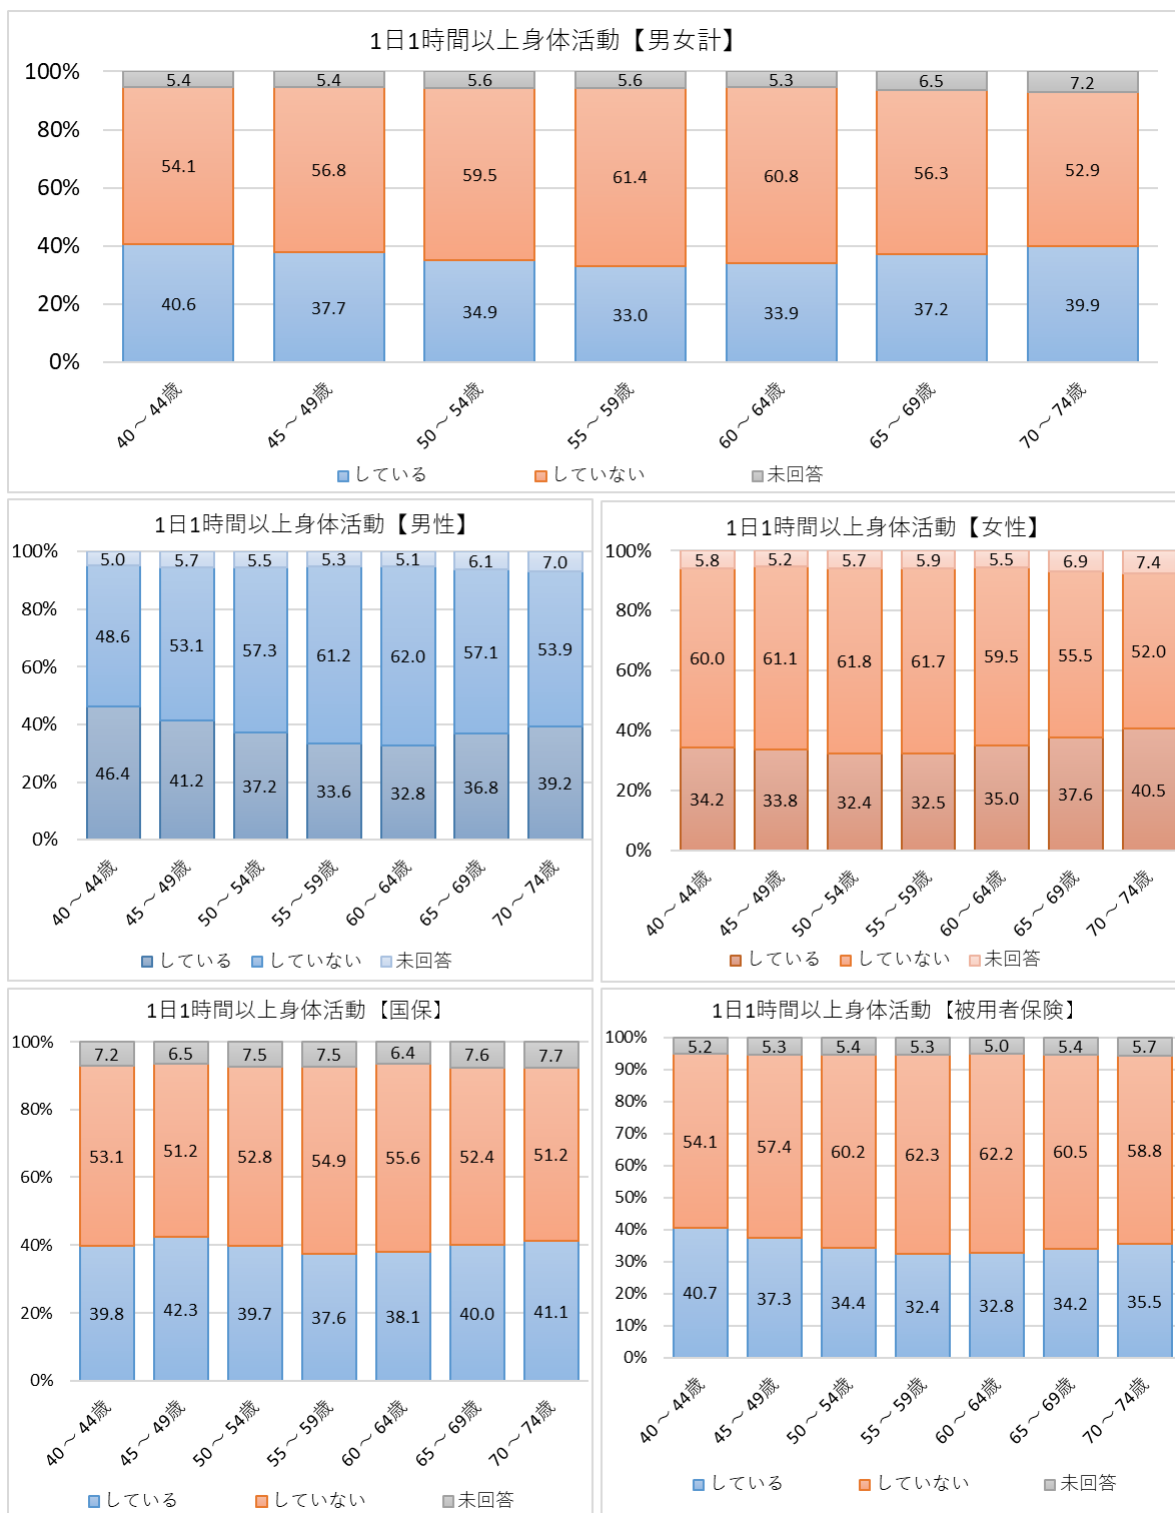 1日1時間以上身体活動【男女計】
100%
80%
60%
40%
20%
0%
5.4 5.4 5.6 5.6 5.3 6.5 7.2
54.1 56.8 59.5 61.4 60.8 56.3 52.9
40.6 37.7 34.9 33.0 33.9 37.2 39.9
40～44歳 45～49歳 50～54歳 55～59歳 60～64歳 65～69歳 70～74歳
している していない 未回答
1日1時間以上身体活動【男性】
100%
80%
60%
40%
20%
0%
5.0 5.7 5.5 5.3 5.1 6.1 7.0
48.6 53.1 57.3 61.2 62.0 57.1 53.9
46.4 41.2 37.2 33.6 32.8 36.8 39.2
40～44歳 45～49歳 50～54歳 55～59歳 60～64歳 65～69歳 70～74歳
している していない 未回答
1日1時間以上身体活動【女性】
100%
80%
60%
40%
20%
0%
5.8 5.2 5.7 5.9 5.5 6.9 7.4
60.0 61.1 61.8 61.7 59.5 55.5 52.0
34.2 33.8 32.4 32.5 35.0 37.6 40.5
40～44歳 45～49歳 50～54歳 55～59歳 60～64歳 65～69歳 70～74歳
している していない 未回答
1日1時間以上身体活動【国保】
100%
80%
60%
40%
20%
0%
7.2 6.5 7.5 7.5 6.4 7.6 7.7
53.1 51.2 52.8 54.9 55.6 52.4 51.2
39.8 42.3 39.7 37.6 38.1 40.0 41.1
40～44歳 45～49歳 50～54歳 55～59歳 60～64歳 65～69歳 70～74歳
している していない 未回答
1日1時間以上身体活動【被用者保険】
100%
90%
80%
70%
60%
50%
40%
30%
20%
10%
0%
5.2 5.3 5.4 5.3 5.0 5.4 5.7
54.1 57.4 60.2 62.3 62.2 60.5 58.8
40.7 37.3 34.4 32.4 32.8 34.2 35.5
40～44歳 45～49歳 50～54歳 55～59歳 60～64歳 65～69歳 70～74歳
している していない 未回答